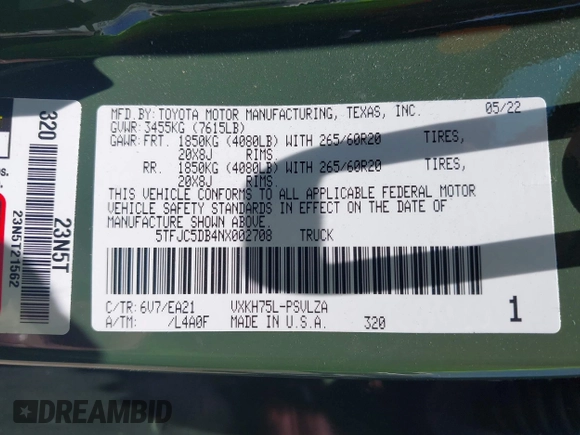 MFD.BY:TOYOTA MOTOR MANUFACTURING, TEXAS, INC. 05/22
GVWR: 3455KG (7615LB)
GAWR: FRT. 1850KG (4080LB) WITH 265/60R20 TIRES,
20X8J RIMS.
RR. 1850KG (4080LB) WITH 265/60R20 TIRES,
20X8J RIMS.
THIS VEHICLE CONFORMS TO ALL APPLICABLE FEDERAL MOTOR
VEHICLE SAFETY STANDARDS IN EFFECT ON THE DATE OF
MANUFACTURE SHOWN ABOVE.
5TFJC5DB4NX002708 TRUCK
C/TR: 6V7/EA21 VXKH75L-PSVLZA
A/TM: /L4A0F MADE IN U.S.A. 320
1
320
23N5T
23N5T21562
DREAMBID